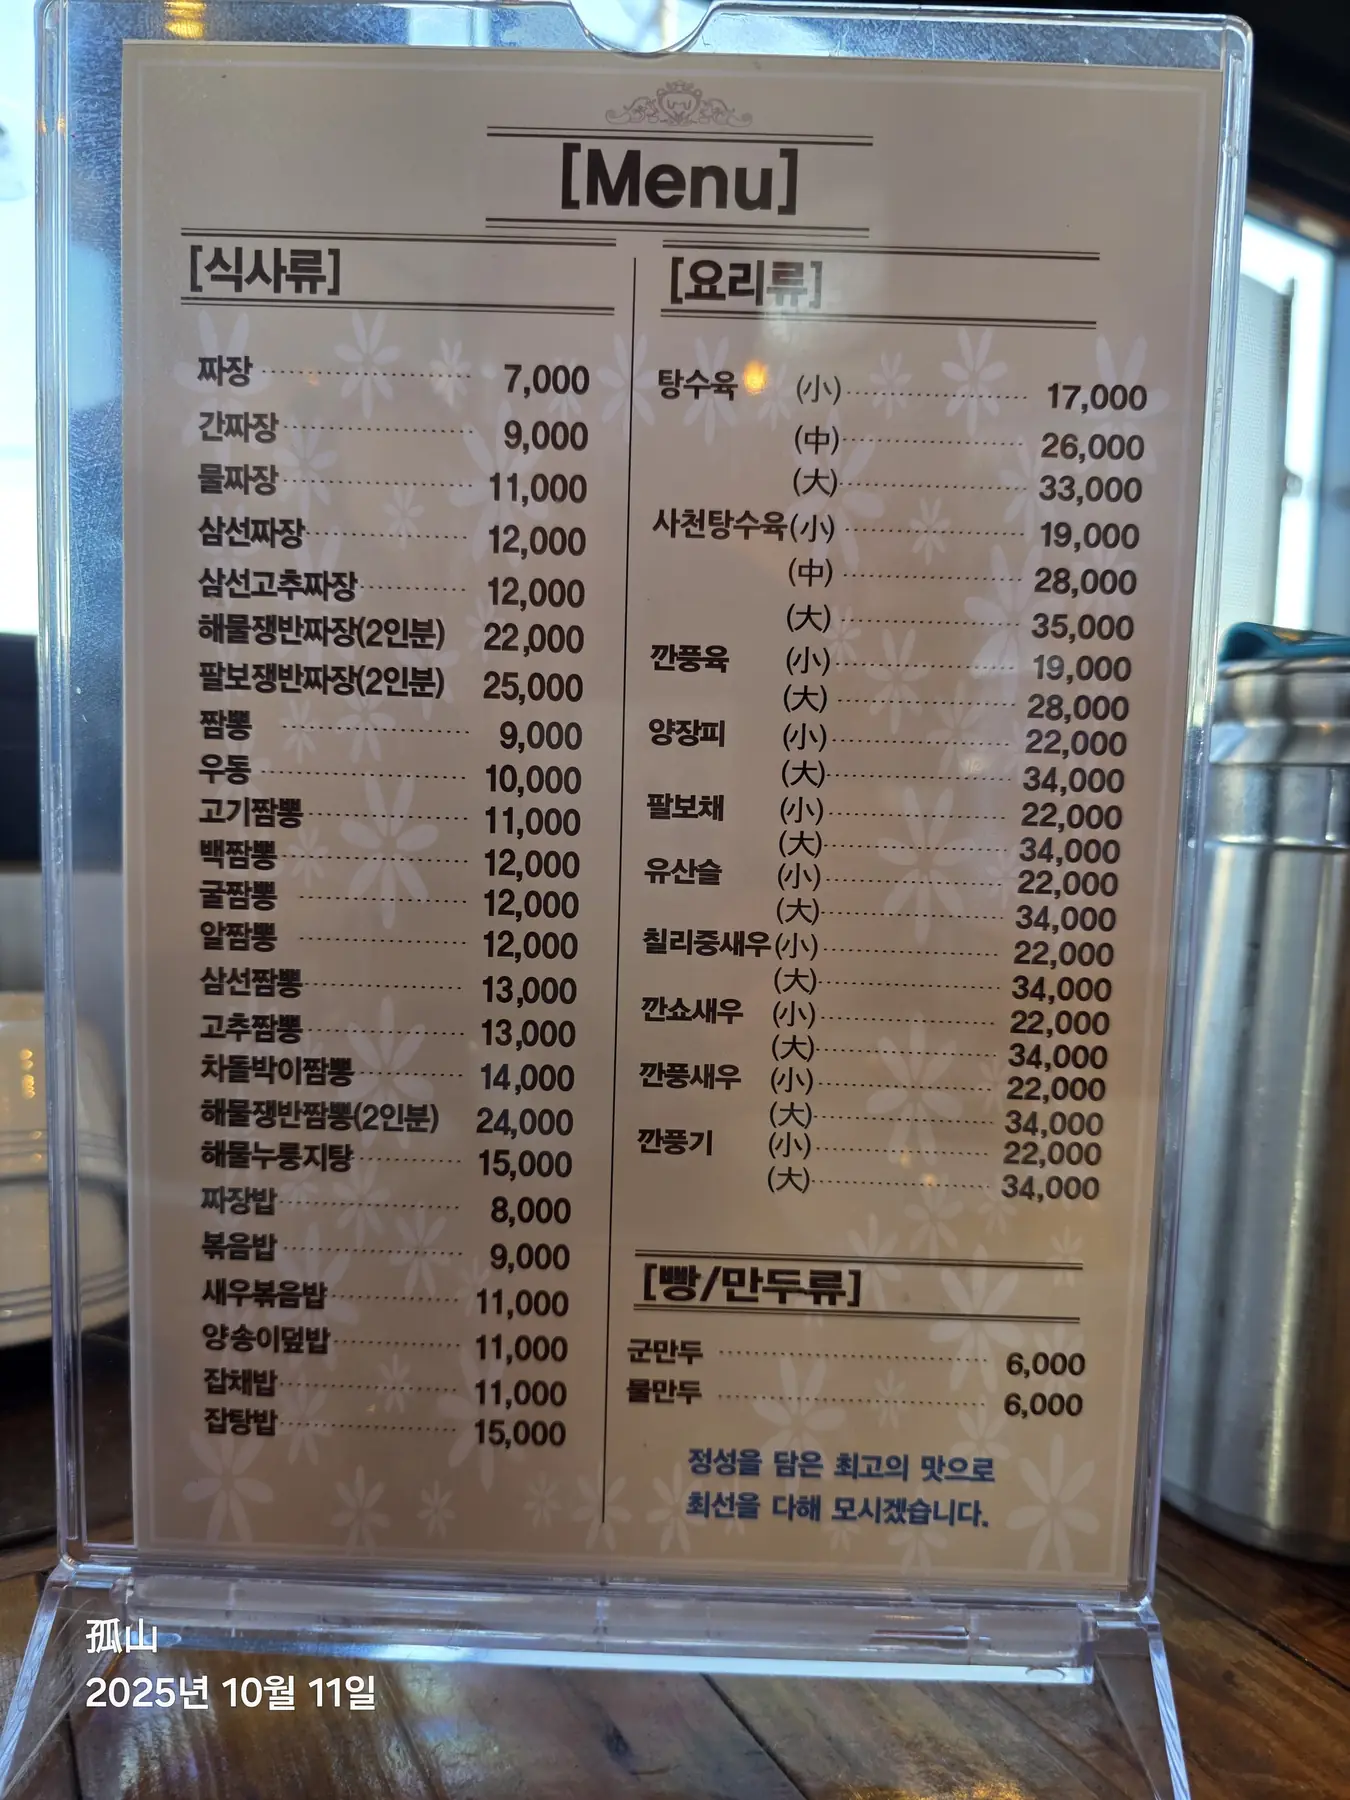 [Menu]
[식사류]
짜장 7,000
간짜장 9,000
물짜장 11,000
삼선짜장 12,000
삼선고추짜장 12,000
해물쟁반짜장(2인분) 22,000
팔보쟁반짜장(2인분) 25,000
짬뽕 9,000
우동 10,000
고기짬뽕 11,000
백짬뽕 12,000
굴짬뽕 12,000
알짬뽕 12,000
삼선짬뽕 13,000
고추짬뽕 13,000
차돌박이짬뽕 14,000
해물쟁반짬뽕(2인분) 24,000
해물누룽지탕 15,000
짜장밥 8,000
볶음밥 9,000
새우볶음밥 11,000
양송이덮밥 11,000
잡채밥 11,000
잡탕밥 15,000
[요리류]
탕수육 (小) 17,000
(中) 26,000
(大) 33,000
사천탕수육(小) 19,000
(中) 28,000
(大) 35,000
깐풍육 (小) 19,000
(大) 28,000
양장피 (小) 22,000
(大) 34,000
팔보채 (小) 22,000
(大) 34,000
유산슬 (小) 22,000
(大) 34,000
칠리중새우(小) 22,000
(大) 34,000
깐쇼새우 (小) 22,000
(大) 34,000
깐풍새우 (小) 22,000
(大) 34,000
깐풍기 (小) 22,000
(大) 34,000
[빵/만두류]
군만두 6,000
물만두 6,000
정성을 담은 최고의 맛으로
최선을 다해 모시겠습니다.
孤山
2025년 10월 11일